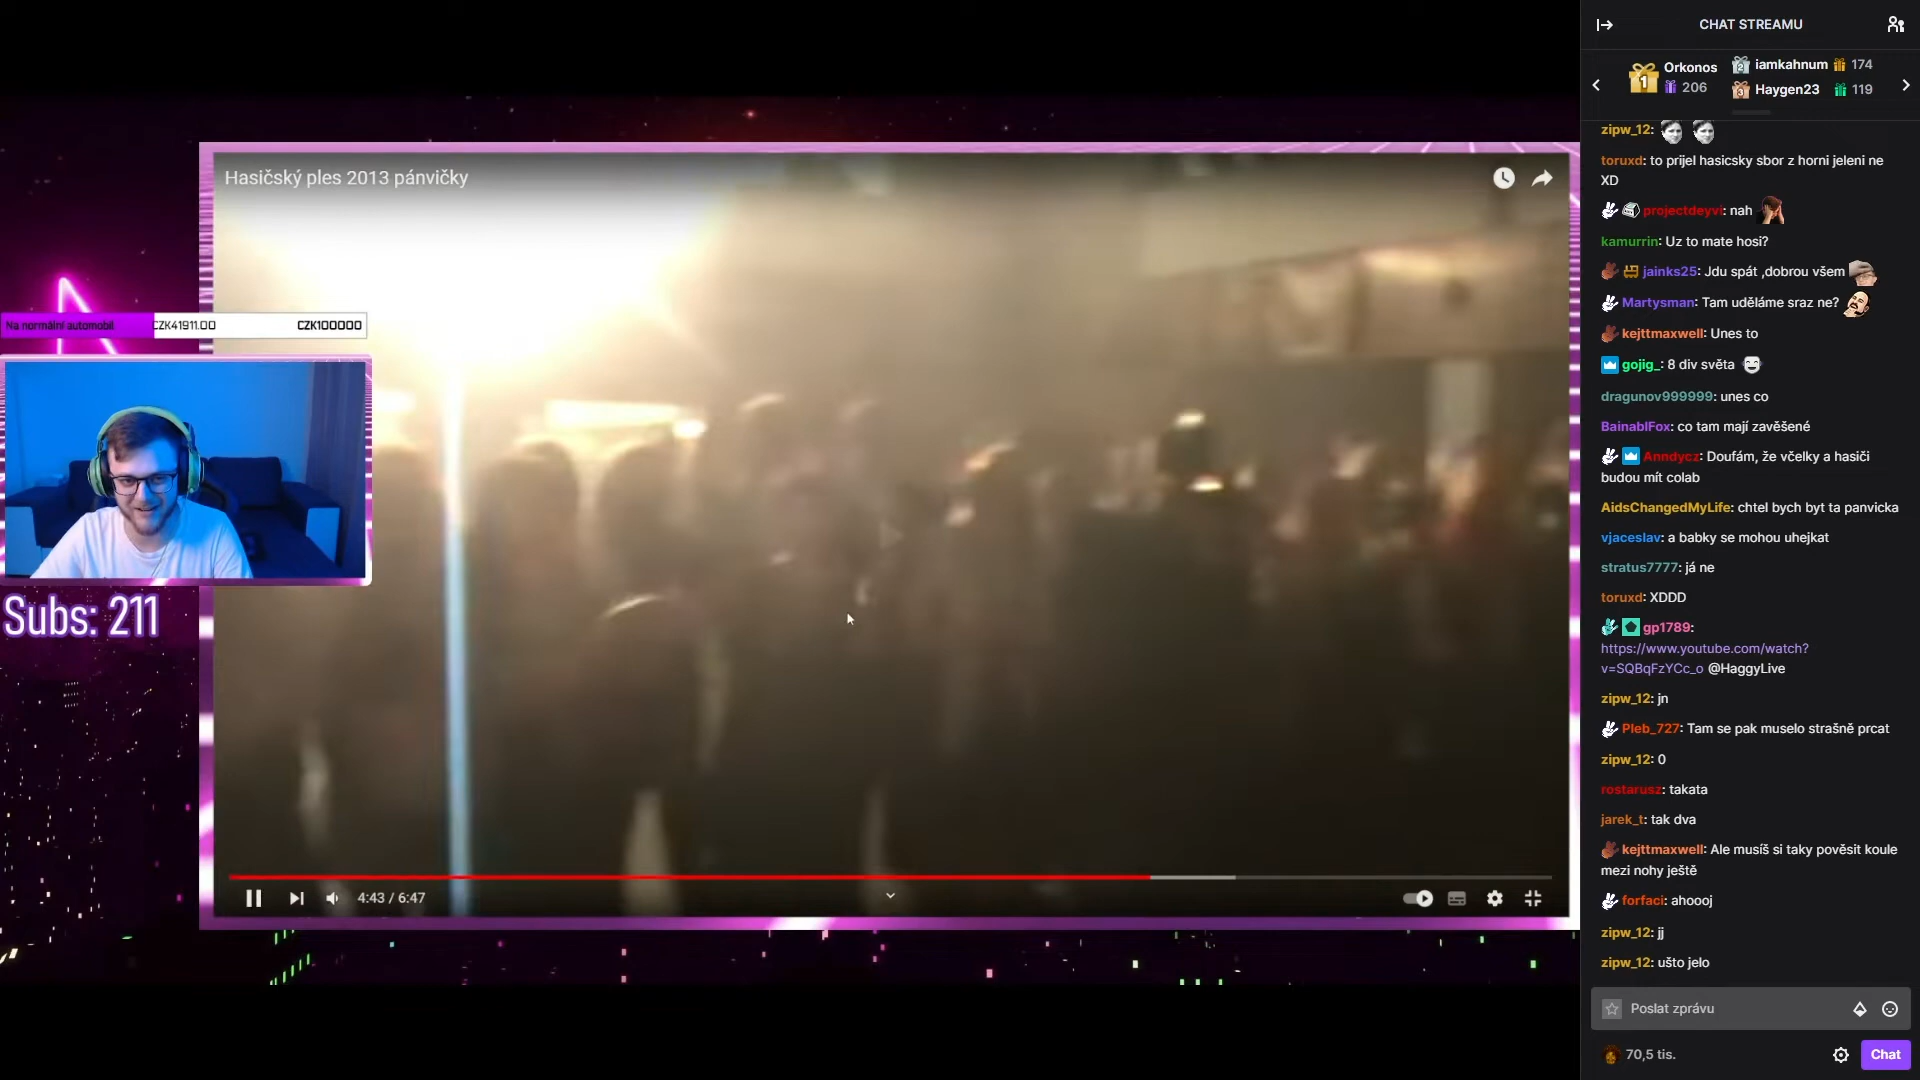 Hasičský ples 2013 pánvičky
Na normální automobil
CZK41911.00
CZK100000
Subs: 211
4:43 / 6:47
CHAT STREAMU
1 Orkonos
206
2 iamkahnum 174
3 Haygen23 119
zipw_12:
toruxd: to prijel hasicsky sbor z horni jeleni ne
XD
projectdeyvi: nah
kamurrin: Uz to mate hosi?
jainks25: Jdu spát ,dobrou všem
Martysman: Tam uděláme sraz ne?
kejttmaxwell: Unes to
gojig_: 8 div světa
dragunov999999: unes co
BainablFox: co tam mají zavěšené
Anndycz: Doufám, že včelky a hasiči
budou mít colab
AidsChangedMyLife: chtel bych byt ta panvicka
vjaceslav: a babky se mohou uhejkat
stratus7777: já ne
toruxd: XDDD
gp1789:
https://www.youtube.com/watch?
v=SQBqFzYCc_o @HaggyLive
zipw_12: jn
Pleb_727: Tam se pak muselo strašně prcat
zipw_12: 0
rostarusz: takata
jarek_t: tak dva
kejttmaxwell: Ale musíš si taky pověsit koule
mezi nohy ještě
forfaci: ahoooj
zipw_12: jj
zipw_12: ušto jelo
Poslat zprávu
70,5 tis.
Chat